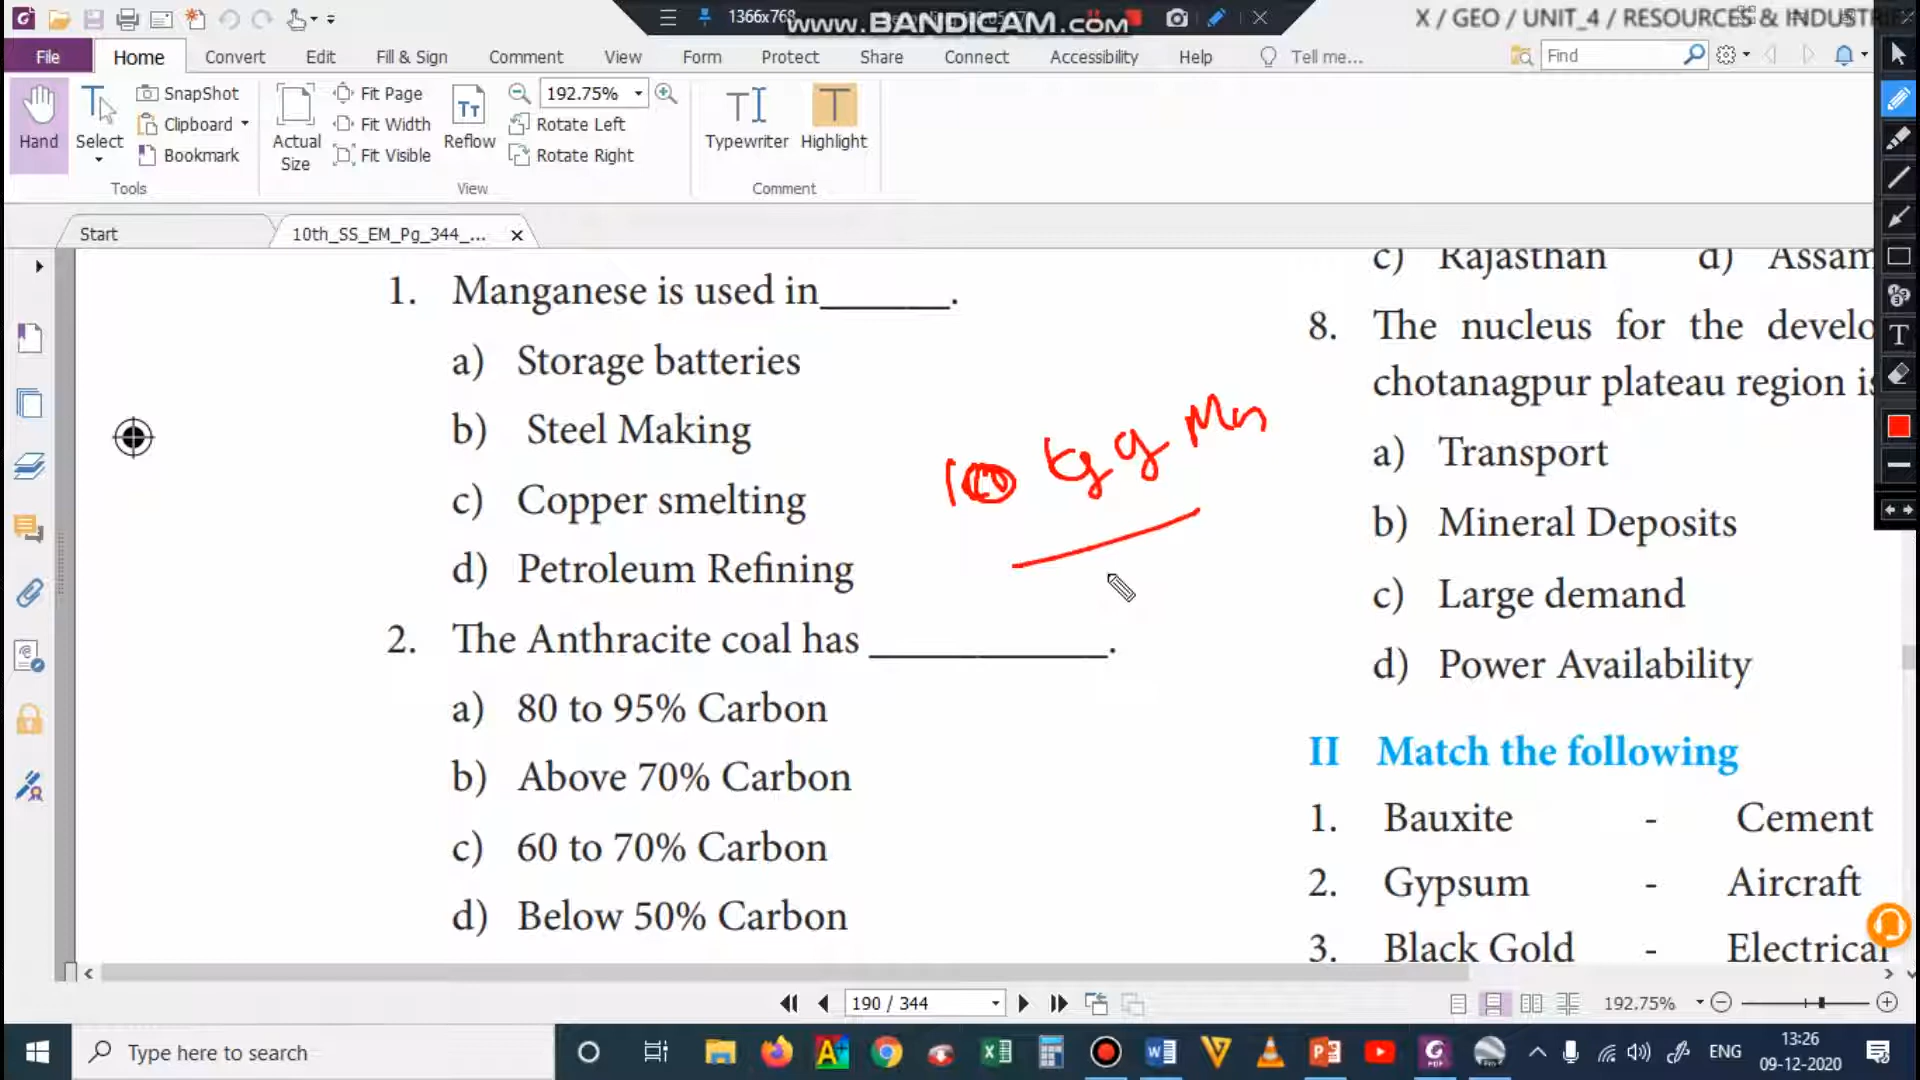 1366x768
www.BANDICAM.com
X / GEO / UNIT_4 / RESOURCES & INDUSTRI
File Home Convert Edit Fill & Sign Comment View Form Protect Share Connect Accessibility Help Tell me... Find
Hand
Select
SnapShot
Clipboard
Bookmark
Tools
Actual Size
Fit Page
Fit Width
Fit Visible
Reflow
192.75%
Rotate Left
Rotate Right
View
Typewriter
Highlight
Comment
Start
10th_SS_EM_Pg_344_...
1. Manganese is used in_______.
a) Storage batteries
b) Steel Making
c) Copper smelting
d) Petroleum Refining
kg Mn
2. The Anthracite coal has _____________.
a) 80 to 95% Carbon
b) Above 70% Carbon
c) 60 to 70% Carbon
d) Below 50% Carbon
c) Rajasthan d) Assam
8. The nucleus for the develo
chotanagpur plateau region is
a) Transport
b) Mineral Deposits
c) Large demand
d) Power Availability
II Match the following
1. Bauxite - Cement
2. Gypsum - Aircraft
3. Black Gold - Electrical
190 / 344
192.75%
Type here to search
ENG
13:26
09-12-2020